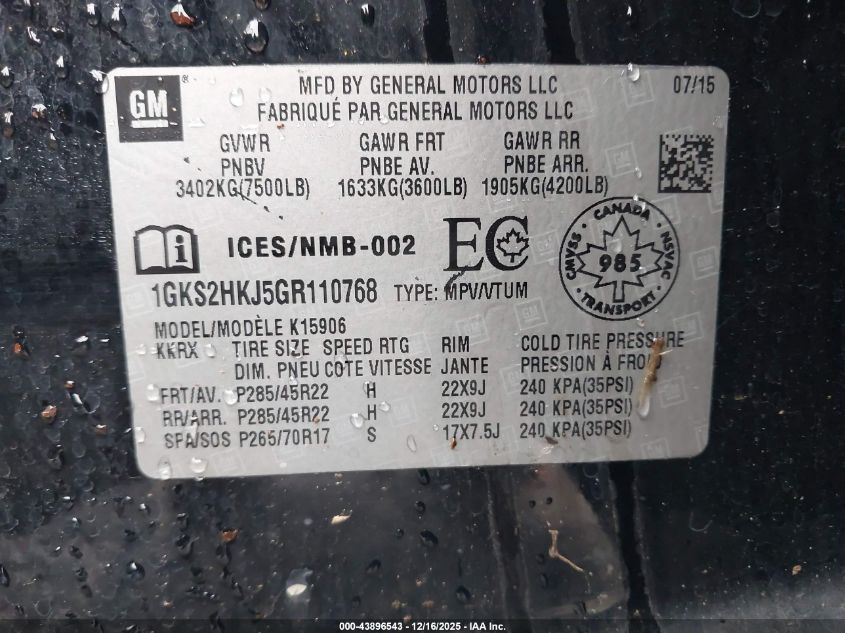 GM
MFD BY GENERAL MOTORS LLC 07/15
FABRIQUÉ PAR GENERAL MOTORS LLC
GVWR GAWR FRT GAWR RR
PNBV PNBE AV. PNBE ARR.
3402KG(7500LB) 1633KG(3600LB) 1905KG(4200LB)
i ICES/NMB-002 EC
CANADA
CMVSS 985 NSVAC
TRANSPORT
1GKS2HKJ5GR110768 TYPE: MPV/VTUM
MODEL/MODÈLE K15906
KKRX TIRE SIZE SPEED RTG RIM COLD TIRE PRESSURE
DIM. PNEU COTE VITESSE JANTE PRESSION À FROID
FRT/AV. P285/45R22 H 22X9J 240 KPA(35PSI)
RR/ARR. P285/45R22 H 22X9J 240 KPA(35PSI)
SPA/SOS P265/70R17 S 17X7.5J 240 KPA(35PSI)
000-43896543 - 12/16/2025 - IAA Inc.